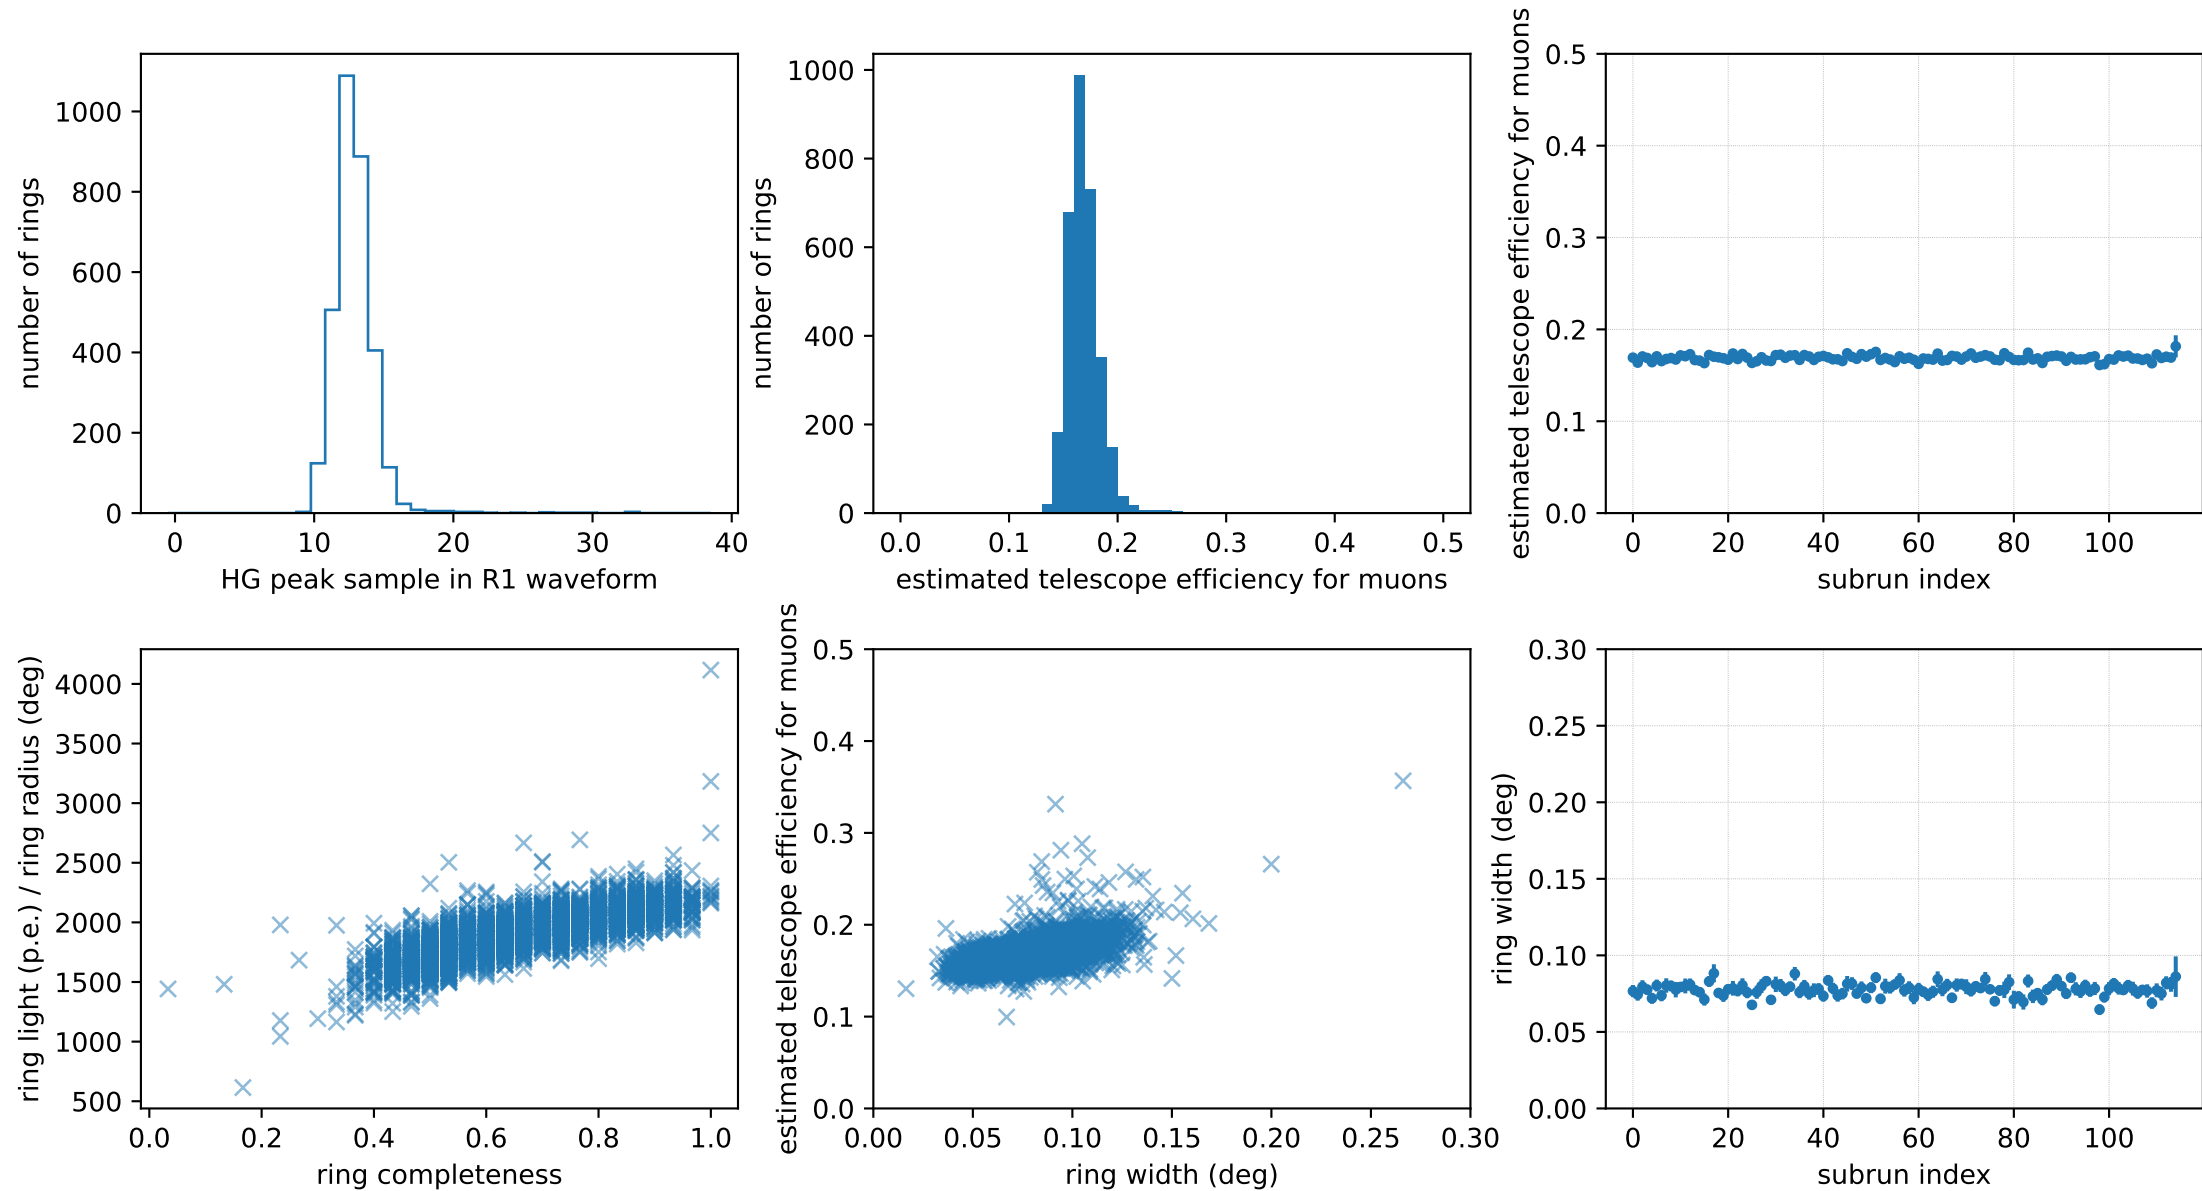 number of rings
1000
800
600
400
200
0
0 10 20 30 40
HG peak sample in R1 waveform
number of rings
1000
800
600
400
200
0
0.0 0.1 0.2 0.3 0.4 0.5
estimated telescope efficiency for muons
estimated telescope efficiency for muons
0.5
0.4
0.3
0.2
0.1
0.0
0 20 40 60 80 100
subrun index
ring light (p.e.) / ring radius (deg)
4000
3500
3000
2500
2000
1500
1000
500
0.0 0.2 0.4 0.6 0.8 1.0
ring completeness
estimated telescope efficiency for muons
0.5
0.4
0.3
0.2
0.1
0.0
0.00 0.05 0.10 0.15 0.20 0.25 0.30
ring width (deg)
ring width (deg)
0.30
0.25
0.20
0.15
0.10
0.05
0.00
0 20 40 60 80 100
subrun index